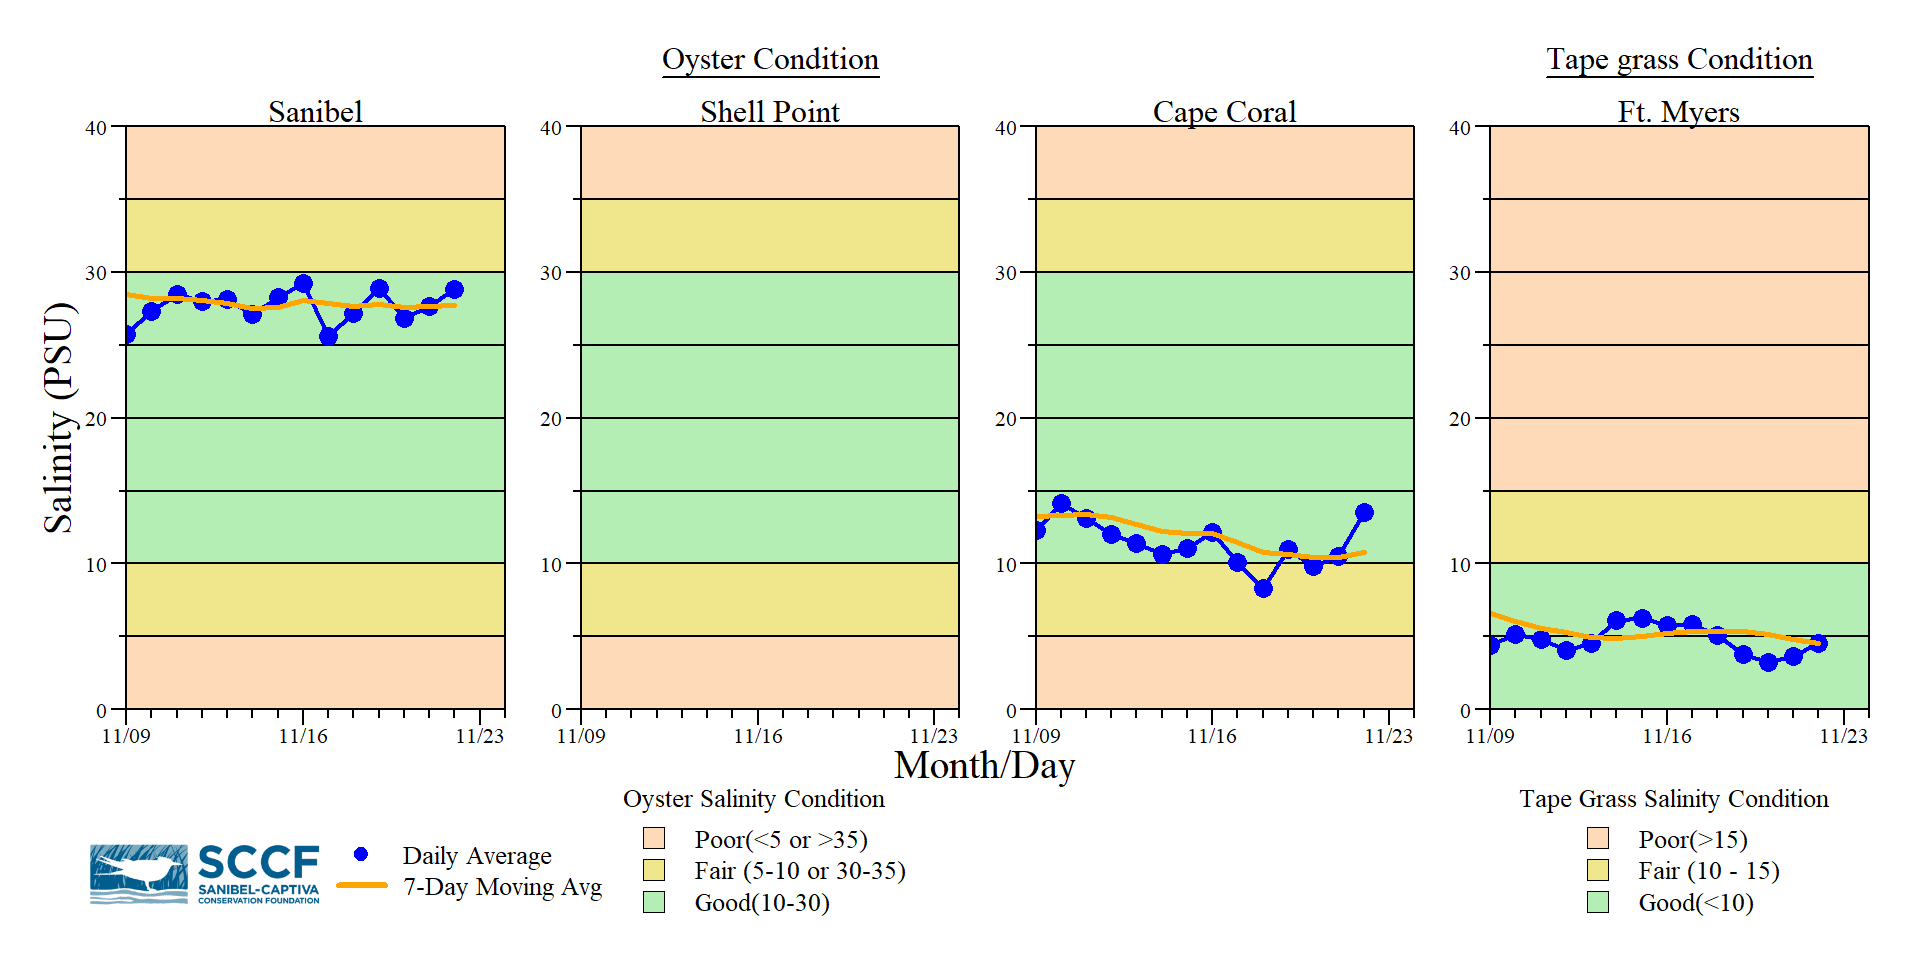 Oyster Condition
Tape grass Condition
Sanibel
Shell Point
Cape Coral
Ft. Myers
Salinity (PSU)
40
30
20
10
0
11/09
11/16
11/23
40
30
20
10
0
11/09
11/16
11/23
40
30
20
10
0
11/09
11/16
11/23
40
30
20
10
0
11/09
11/16
11/23
Month/Day
SCCF
SANIBEL-CAPTIVA
CONSERVATION FOUNDATION
Daily Average
7-Day Moving Avg
Oyster Salinity Condition
Poor(<5 or >35)
Fair (5-10 or 30-35)
Good(10-30)
Tape Grass Salinity Condition
Poor(>15)
Fair (10 - 15)
Good(<10)